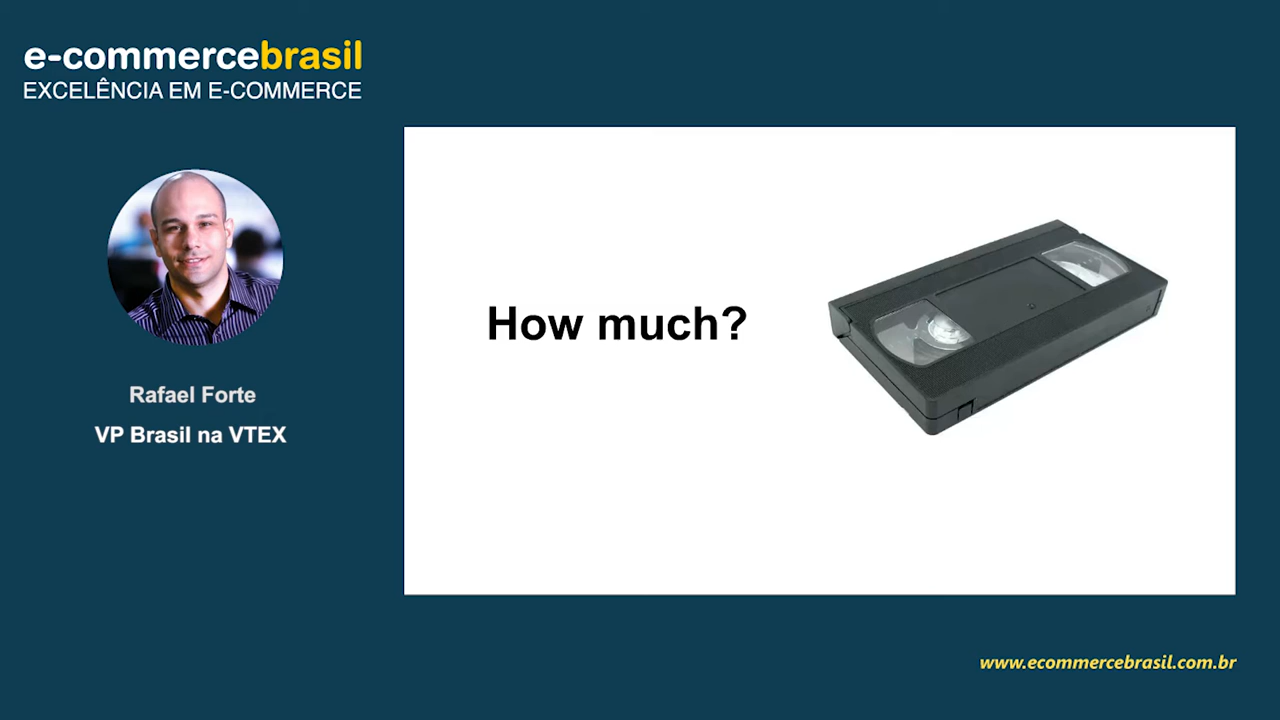 e-commercebrasil
EXCELÊNCIA EM E-COMMERCE
Rafael Forte
VP Brasil na VTEX
How much?
www.ecommercebrasil.com.br